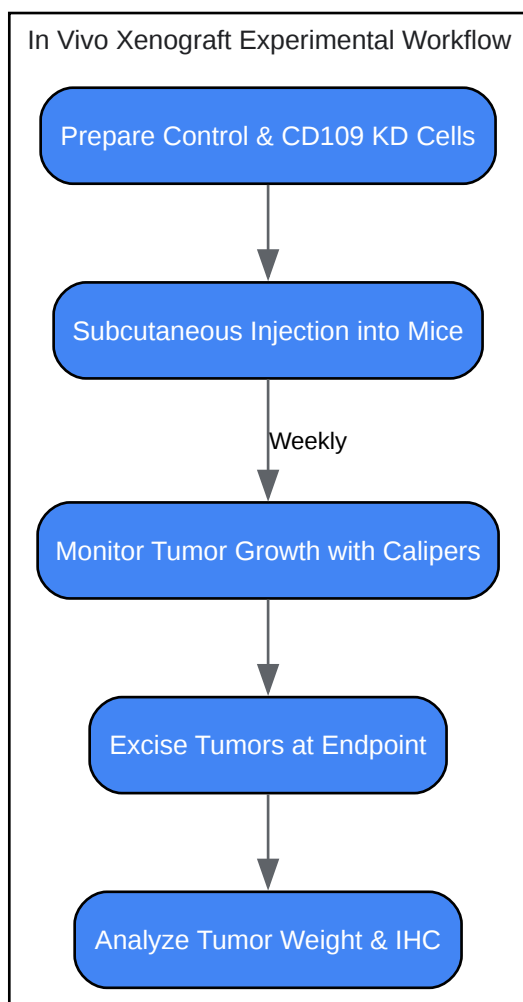 In Vivo Xenograft Experimental Workflow
Prepare Control & CD109 KD Cells
Subcutaneous Injection into Mice
Weekly
Monitor Tumor Growth with Calipers
Excise Tumors at Endpoint
Analyze Tumor Weight & IHC